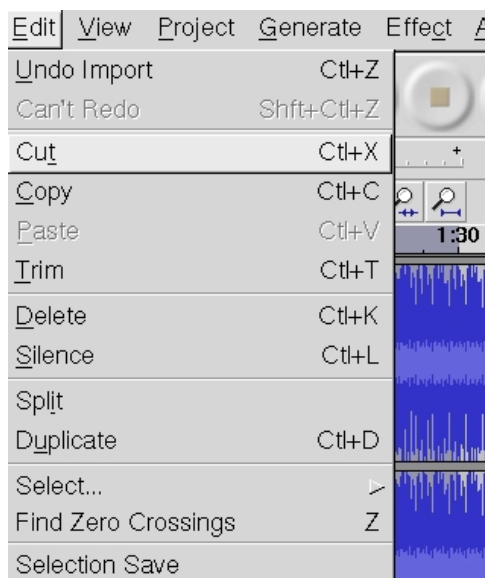 Edit View Project Generate Effect A
Undo Import Ctl+Z
Can't Redo Shft+Ctl+Z
Cut Ctl+X
Copy Ctl+C
Paste Ctl+V
1:30
Trim Ctl+T
Delete Ctl+K
Silence Ctl+L
Split
Duplicate Ctl+D
Select...
Find Zero Crossings Z
Selection Save